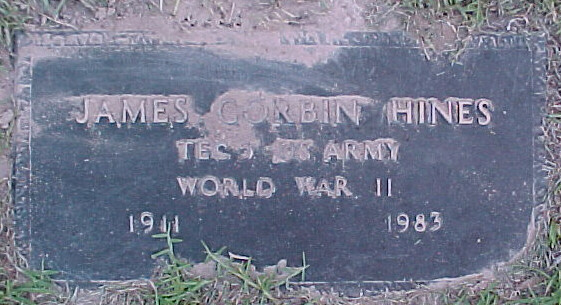 JAMES CORBIN HINES
TEC 5 US ARMY
WORLD WAR II
1911 1983